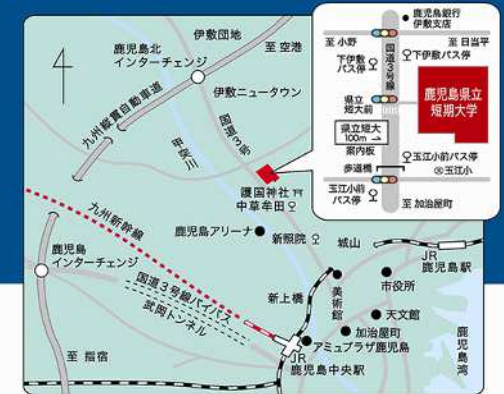 鹿児島銀行
伊敷支店
至 小野
至 日当平
国道3号線
下伊敷
バス停
下伊敷バス停
県立
短大前
鹿児島県立
短期大学
県立短大
100m →
案内板
玉江小前バス停
歩道橋
㊫玉江小
玉江小前
バス停
至 加治屋町
伊敷団地
至 空港
鹿児島北
インターチェンジ
伊敷ニュータウン
九州縦貫自動車道
国道3号
甲突川
護国神社
中草牟田
九州新幹線
鹿児島アリーナ
新照院
城山
鹿児島
インターチェンジ
JR
鹿児島駅
国道3号線バイパス
武岡トンネル
新上橋
美術館
市役所
天文館
加治屋町
アミュプラザ鹿児島
JR
鹿児島中央駅
至 指宿
鹿児島湾